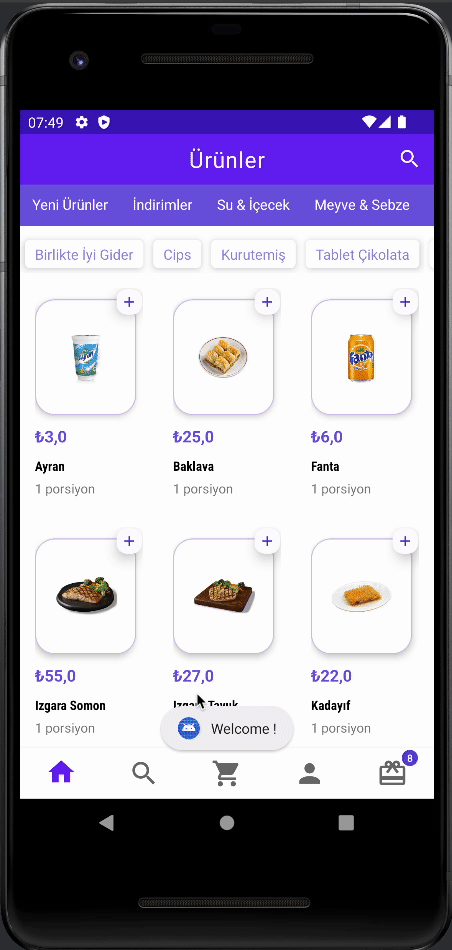 07:49
Ürünler
Yeni Ürünler İndirimler Su & İçecek Meyve & Sebze
Birlikte İyi Gider Cips Kurutemiş Tablet Çikolata
₺3,0 ₺25,0 ₺6,0
Ayran Baklava Fanta
1 porsiyon 1 porsiyon 1 porsiyon
₺55,0 ₺27,0 ₺22,0
Izgara Somon Izgara Tavuk Kadayıf
1 porsiyon 1 porsiyon
Welcome !
8